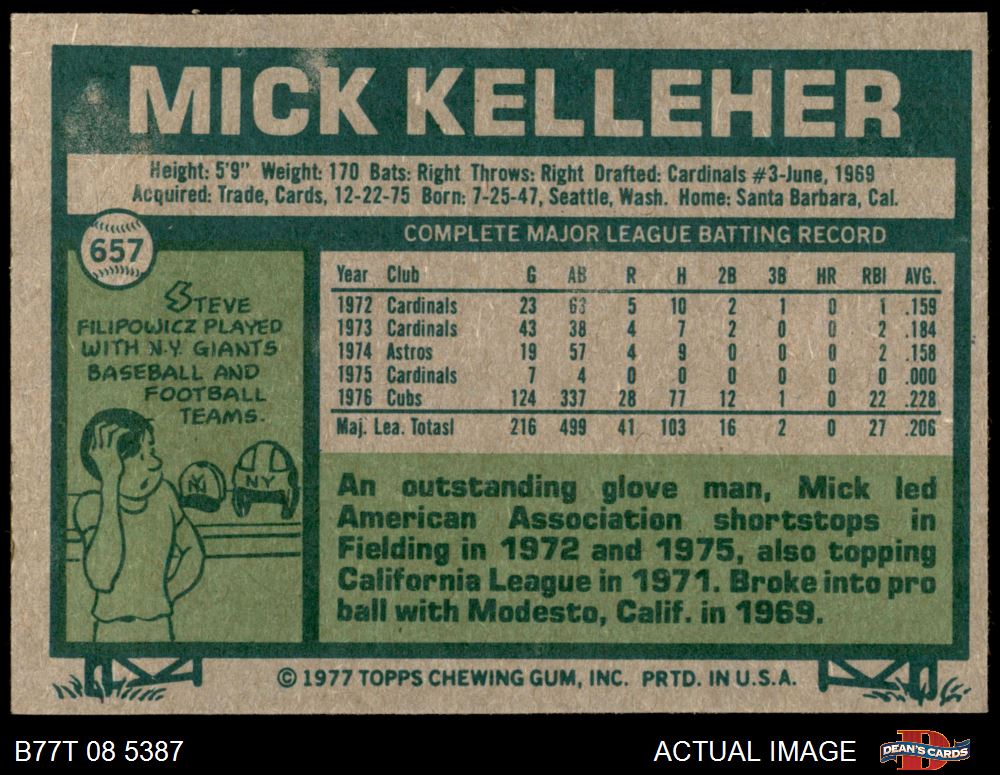 MICK KELLEHER
Height: 5'9" Weight: 170 Bats: Right Throws: Right Drafted: Cardinals #3-June, 1969
Acquired: Trade, Cards, 12-22-75 Born: 7-25-47, Seattle, Wash. Home: Santa Barbara, Cal.
657
STEVE
FILIPOWICZ PLAYED
WITH N.Y. GIANTS
BASEBALL AND
FOOTBALL
TEAMS.
NY
NY
COMPLETE MAJOR LEAGUE BATTING RECORD
Year Club G AB R H 2B 3B HR RBI AVG.
1972 Cardinals 23 63 5 10 2 1 0 1 .159
1973 Cardinals 43 38 4 7 2 0 0 2 .184
1974 Astros 19 57 4 9 0 0 0 2 .158
1975 Cardinals 7 4 0 0 0 0 0 0 .000
1976 Cubs 124 337 28 77 12 1 0 22 .228
Maj. Lea. Totasl 216 499 41 103 16 2 0 27 .206
An outstanding glove man, Mick led
American Association shortstops in
Fielding in 1972 and 1975, also topping
California League in 1971. Broke into pro
ball with Modesto, Calif. in 1969.
© 1977 TOPPS CHEWING GUM, INC. PRTD. IN U.S.A.
B77T 08 5387
ACTUAL IMAGE
D
DEAN'S CARDS